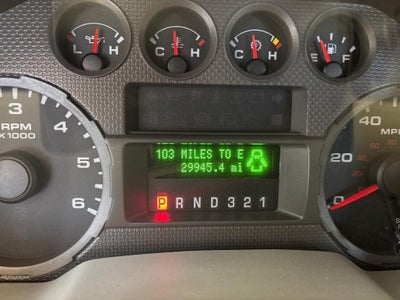 L H C H C H E F
3
4
5
6
RPM
X1000
103 MILES TO E
29945.4 mi
P R N D 3 2 1
40
20
0
MPH